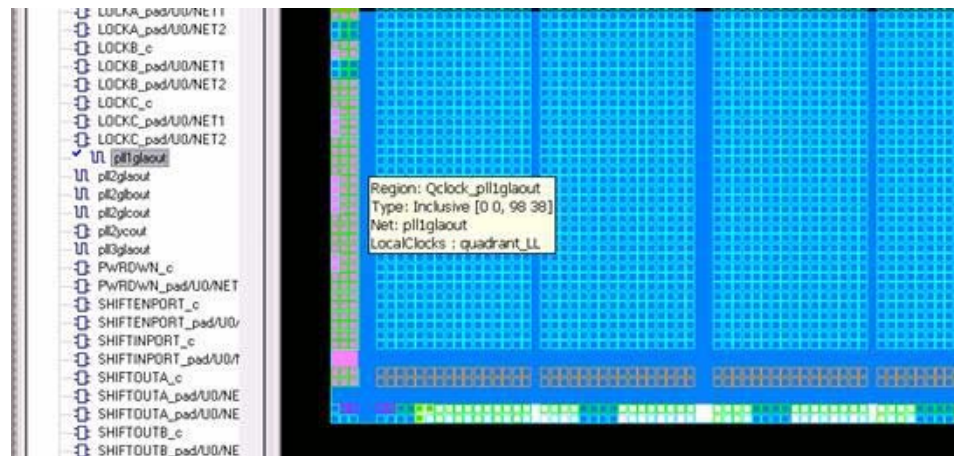 LOCKA_pad/U0/NET1
LOCKA_pad/U0/NET2
LOCKB_c
LOCKB_pad/U0/NET1
LOCKB_pad/U0/NET2
LOCKC_c
LOCKC_pad/U0/NET1
LOCKC_pad/U0/NET2
pll1glaout
pll2glaout
pll2glbout
pll2glcout
pll2ycout
pll3glaout
PWRDWN_c
PWRDWN_pad/U0/NET
SHIFTENPORT_c
SHIFTENPORT_pad/U0/
SHIFTINPORT_c
SHIFTINPORT_pad/U0/
SHIFTOUTA_c
SHIFTOUTA_pad/U0/NE
SHIFTOUTA_pad/U0/NE
SHIFTOUTB_c
SHIFTOUTB_pad/U0/NE
Region: Qclock_pll1glaout
Type: Inclusive [0 0, 98 38]
Net: pll1glaout
LocalClocks : quadrant_LL